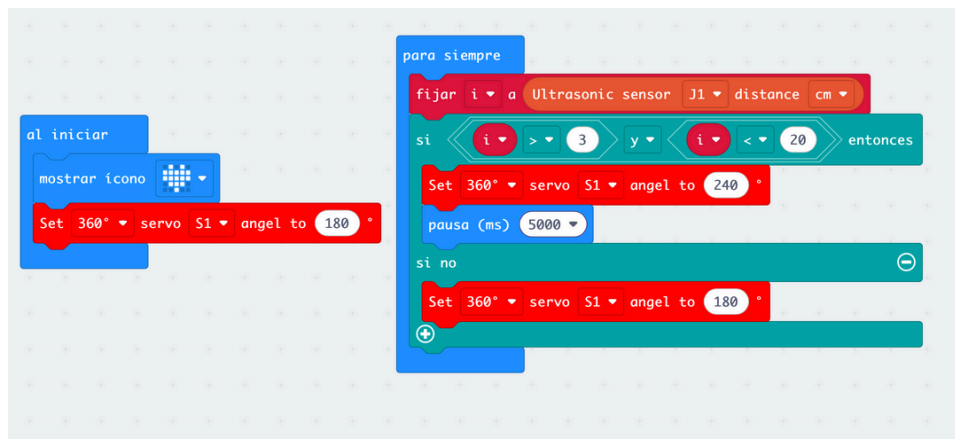 al iniciar
mostrar ícono
Set 360° servo S1 angel to 180 °
para siempre
fijar i a Ultrasonic sensor J1 distance cm
si i > 3 y i < 20 entonces
Set 360° servo S1 angel to 240 °
pausa (ms) 5000
si no
Set 360° servo S1 angel to 180 °